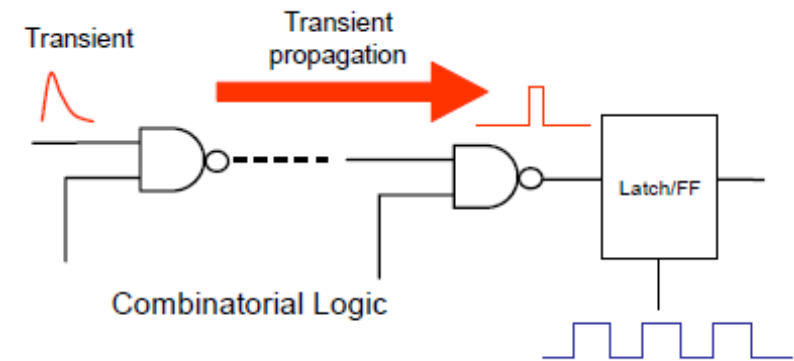 Transient
Transient
propagation
Latch/FF
Combinatorial Logic